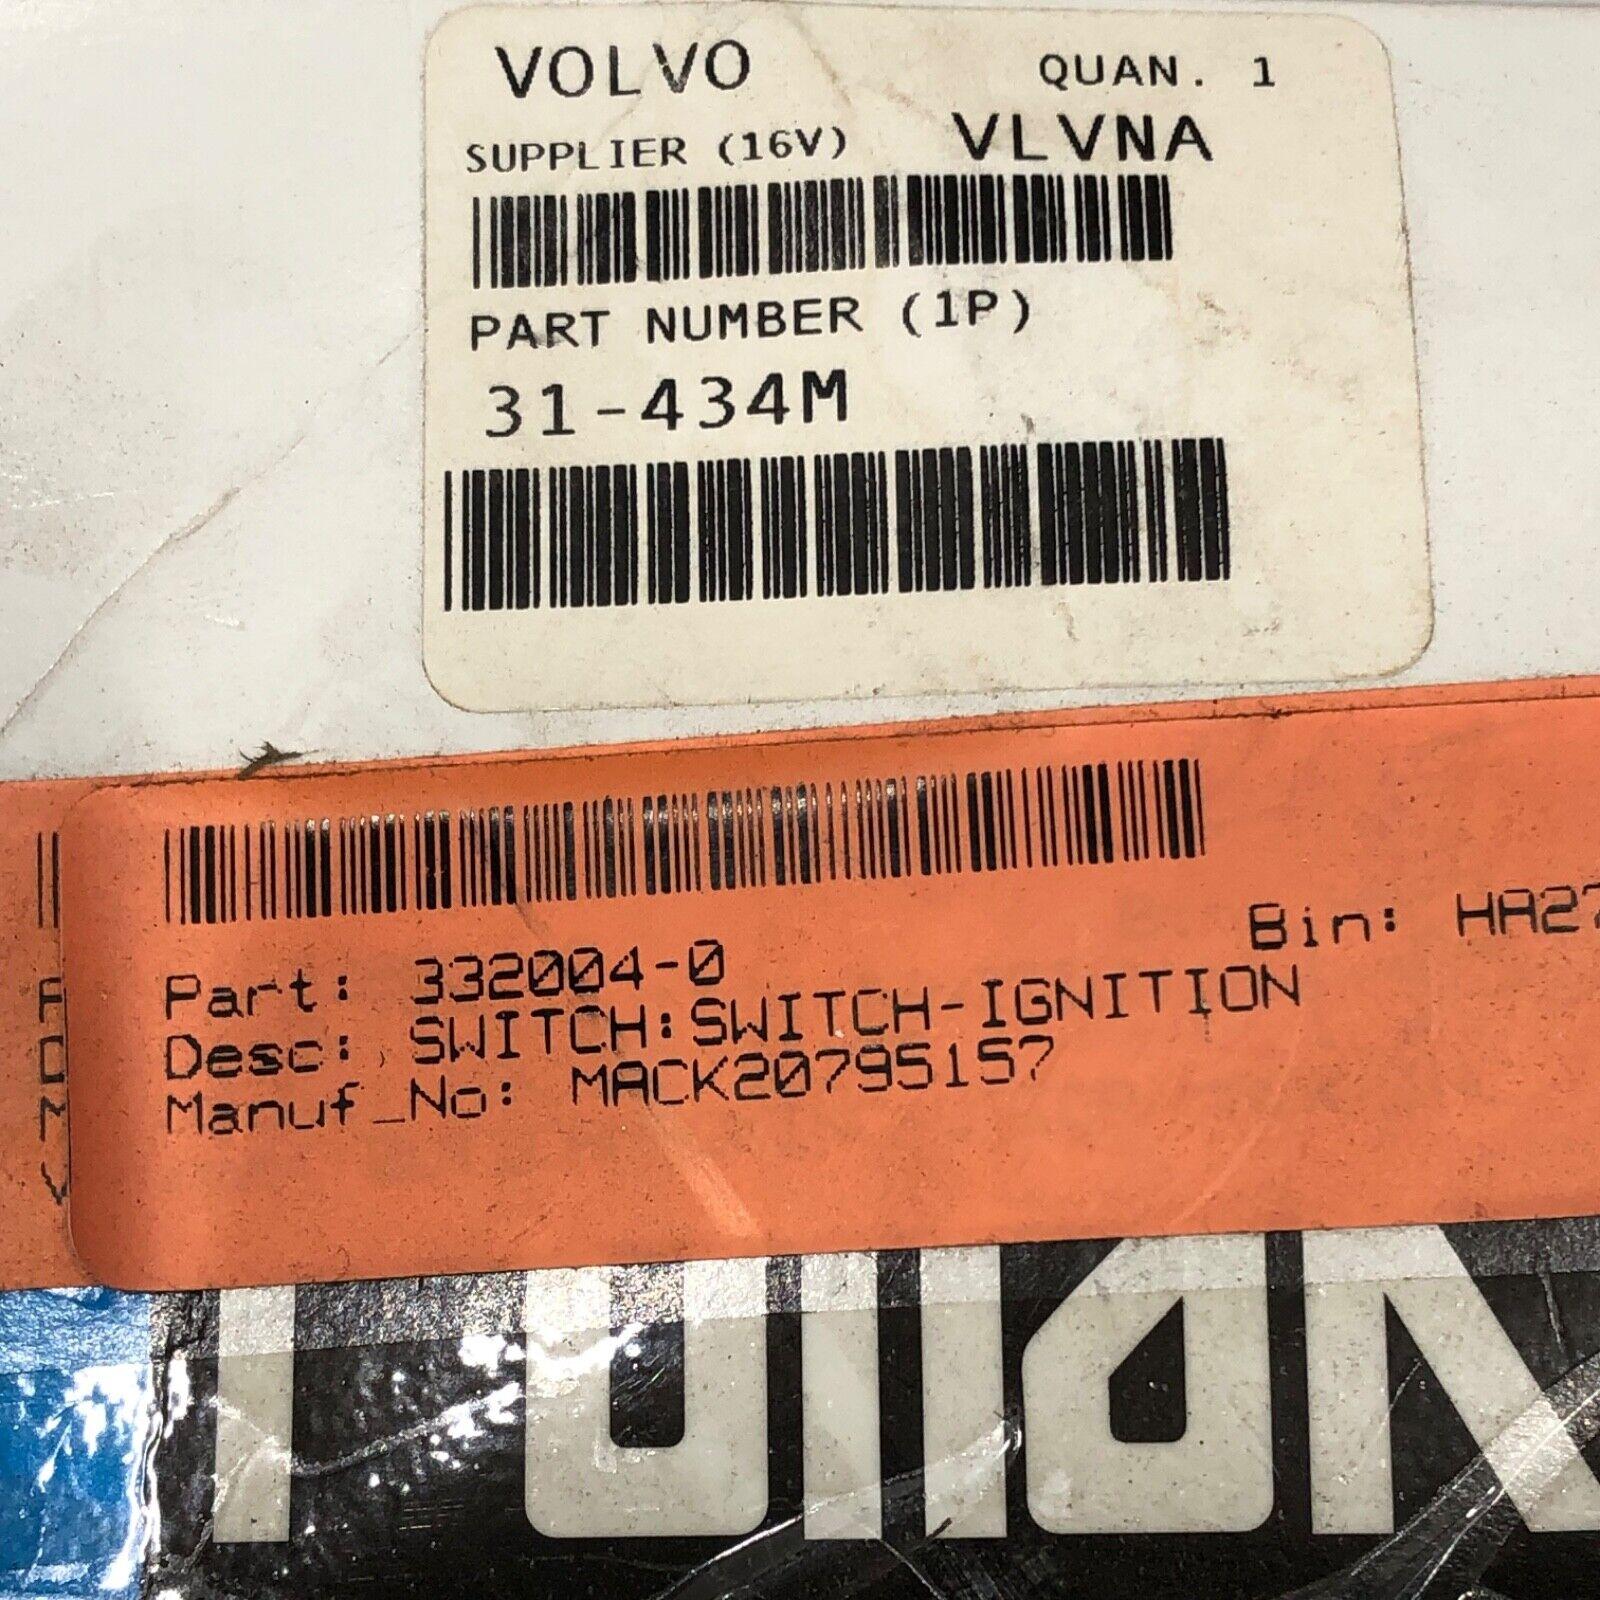 VOLVO QUAN. 1
SUPPLIER (16V) VLVNA
PART NUMBER (1P)
31-434M
Bin: HA27
Part: 332004-0
Desc: SWITCH:SWITCH-IGNITION
Manuf_No: MACK20795157